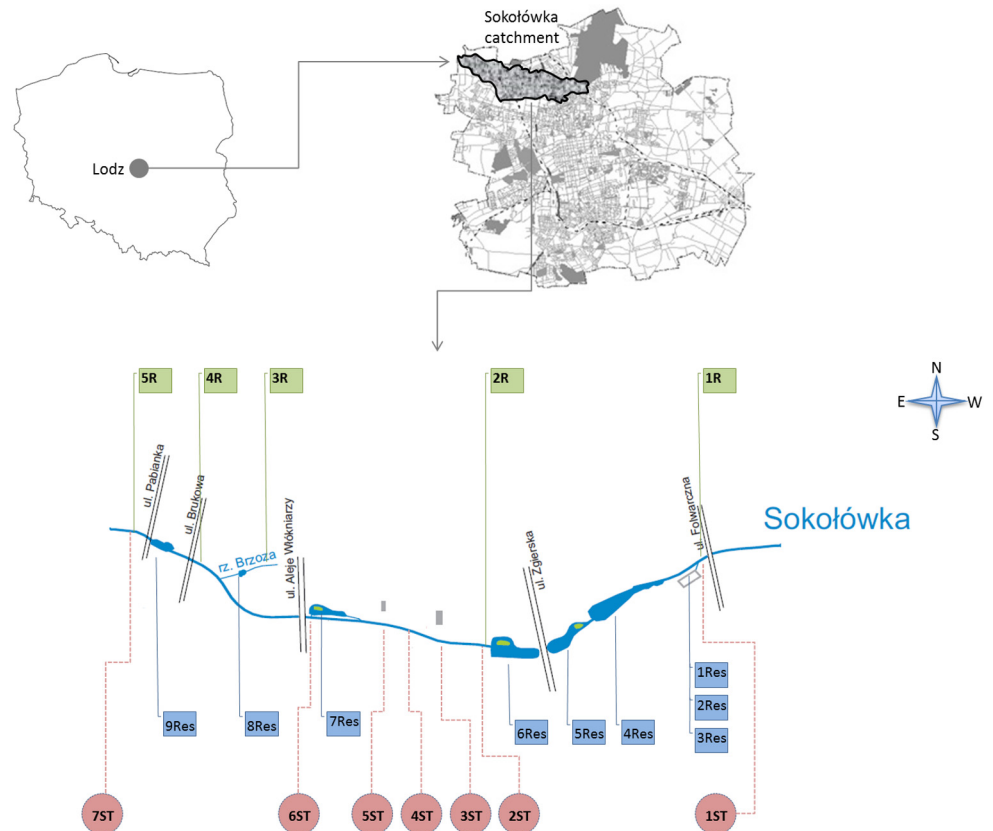 Sokołówka
catchment
Lodz
5R
4R
3R
2R
1R
N
E
W
S
ul. Pabianka
ul. Brukowa
rz. Brzoza
ul. Aleje Włókniarzy
ul. Zgierska
ul. Folwarczna
Sokołówka
1Res
2Res
3Res
9Res
8Res
7Res
6Res
5Res
4Res
7ST
6ST
5ST
4ST
3ST
2ST
1ST